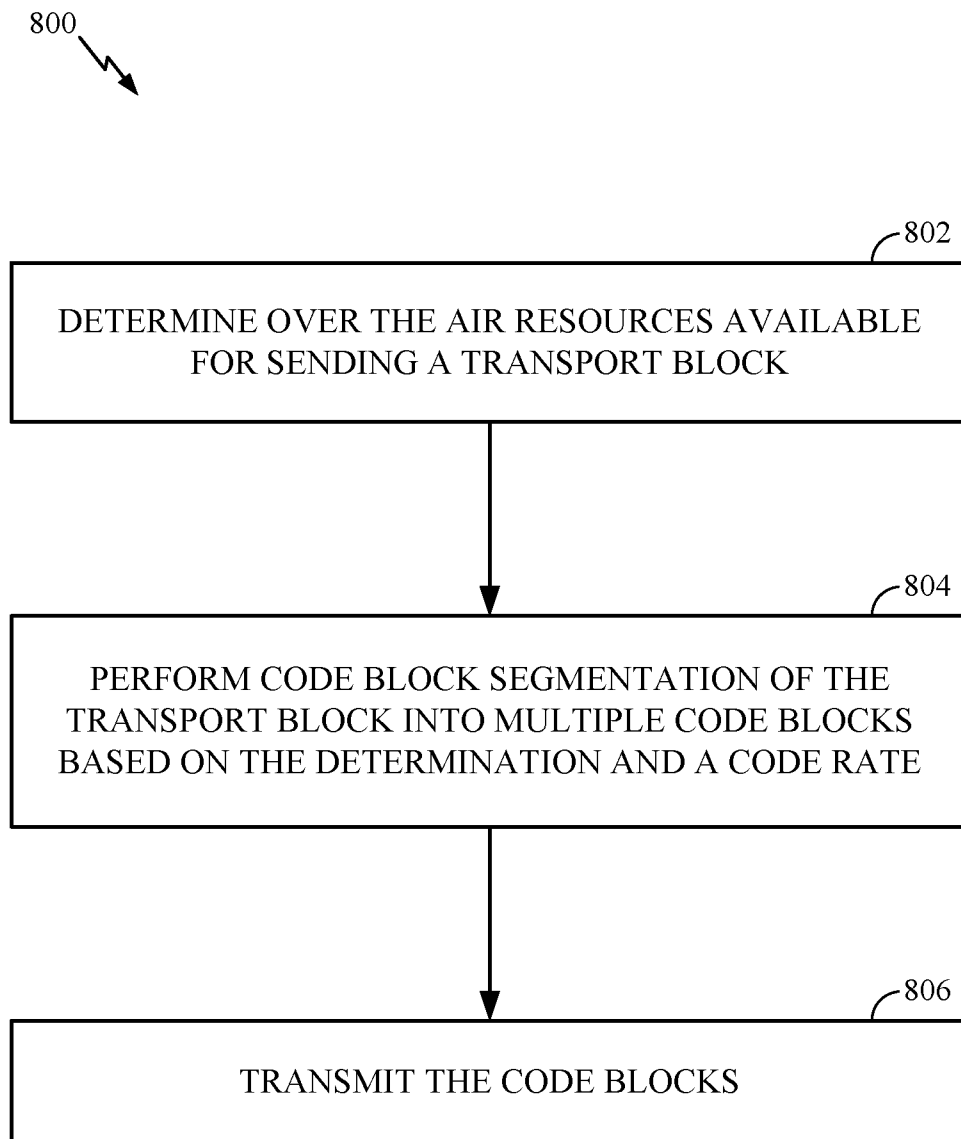 800
802
DETERMINE OVER THE AIR RESOURCES AVAILABLE
FOR SENDING A TRANSPORT BLOCK
804
PERFORM CODE BLOCK SEGMENTATION OF THE
TRANSPORT BLOCK INTO MULTIPLE CODE BLOCKS
BASED ON THE DETERMINATION AND A CODE RATE
806
TRANSMIT THE CODE BLOCKS